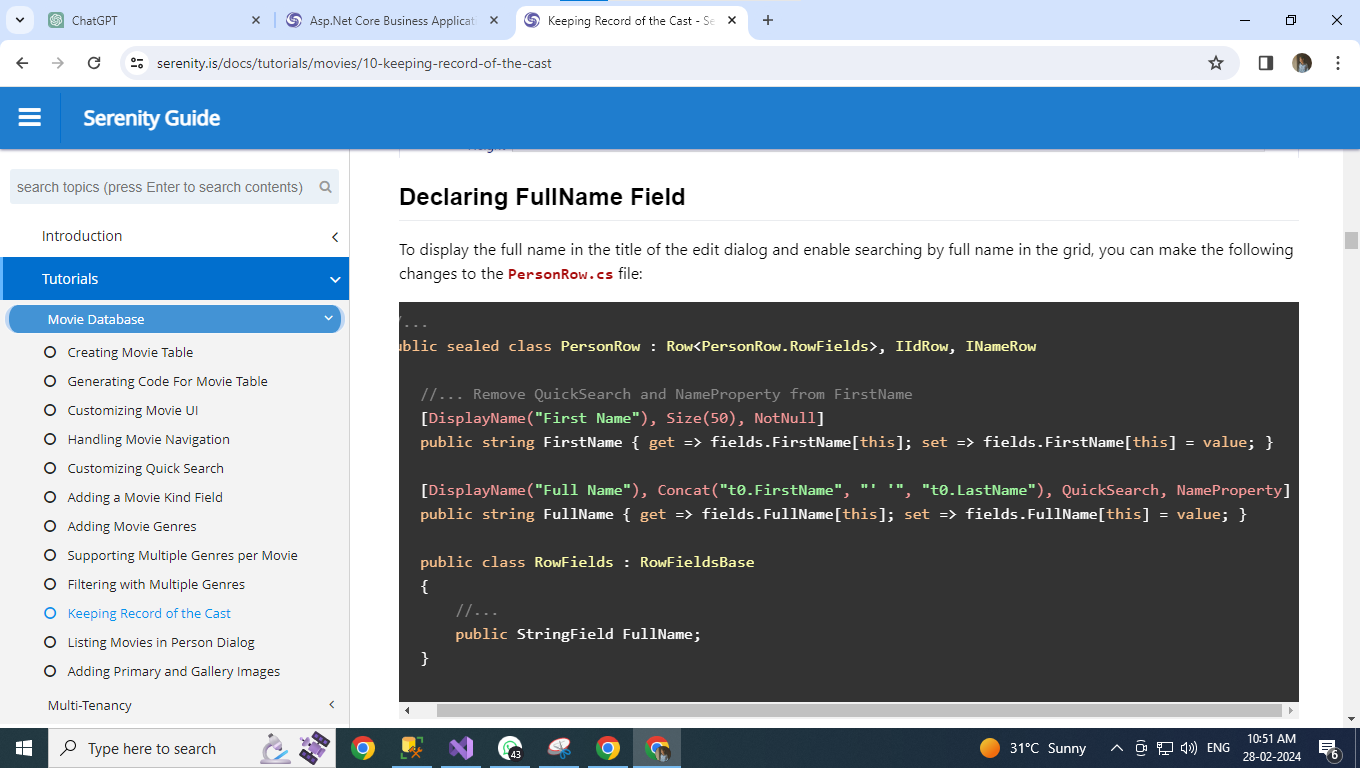 ChatGPT
Asp.Net Core Business Applicat
Keeping Record of the Cast - Se
serenity.is/docs/tutorials/movies/10-keeping-record-of-the-cast
Serenity Guide
search topics (press Enter to search contents)
Introduction
Tutorials
Movie Database
Creating Movie Table
Generating Code For Movie Table
Customizing Movie UI
Handling Movie Navigation
Customizing Quick Search
Adding a Movie Kind Field
Adding Movie Genres
Supporting Multiple Genres per Movie
Filtering with Multiple Genres
Keeping Record of the Cast
Listing Movies in Person Dialog
Adding Primary and Gallery Images
Multi-Tenancy
Declaring FullName Field
To display the full name in the title of the edit dialog and enable searching by full name in the grid, you can make the following
changes to the PersonRow.cs file:
/...
ublic sealed class PersonRow : Row<PersonRow.RowFields>, IIdRow, INameRow
//... Remove QuickSearch and NameProperty from FirstName
[DisplayName("First Name"), Size(50), NotNull]
public string FirstName { get => fields.FirstName[this]; set => fields.FirstName[this] = value; }
[DisplayName("Full Name"), Concat("t0.FirstName", "' '", "t0.LastName"), QuickSearch, NameProperty]
public string FullName { get => fields.FullName[this]; set => fields.FullName[this] = value; }
public class RowFields : RowFieldsBase
{
//...
public StringField FullName;
}
Type here to search
43
31°C Sunny
ENG
10:51 AM
28-02-2024
6